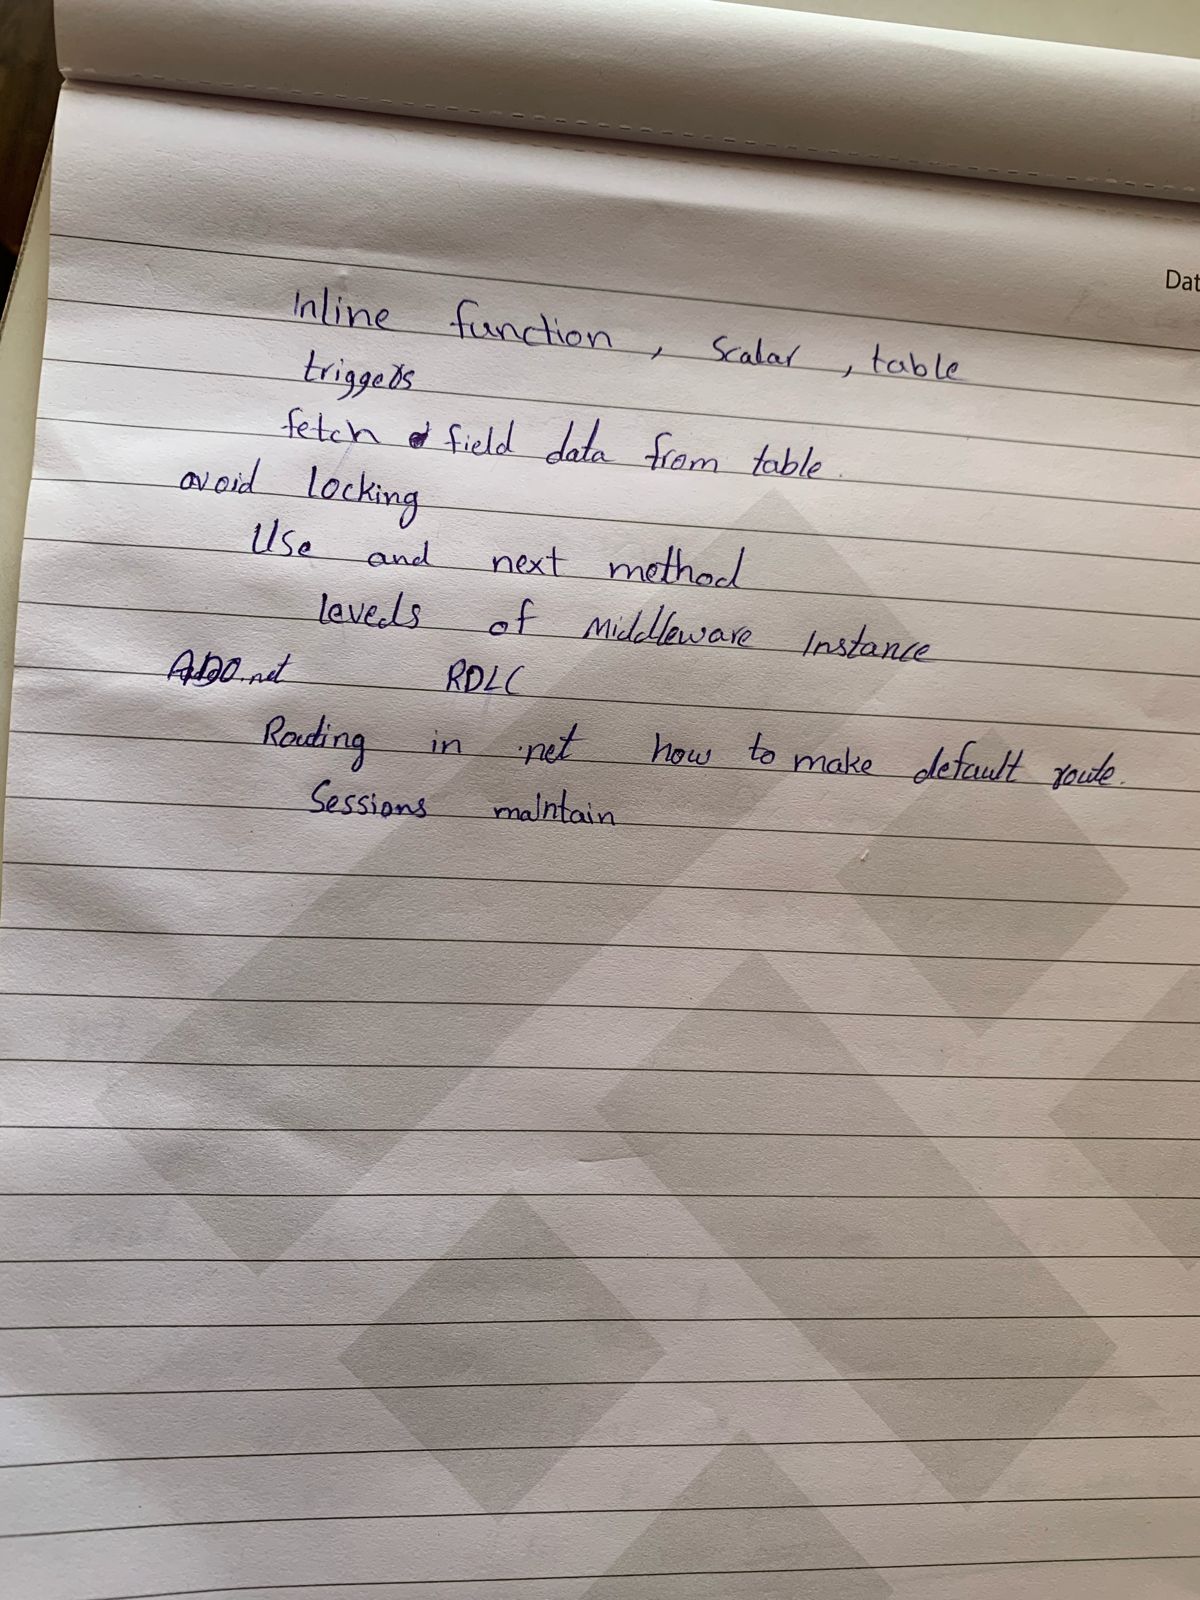 Dat
Inline function, Scalar, table
triggers
fetch field data from table.
avoid locking
Use and next method
levels of Middleware Instance
ADO.net RDLC
Routing in .net how to make default route.
Sessions maintain